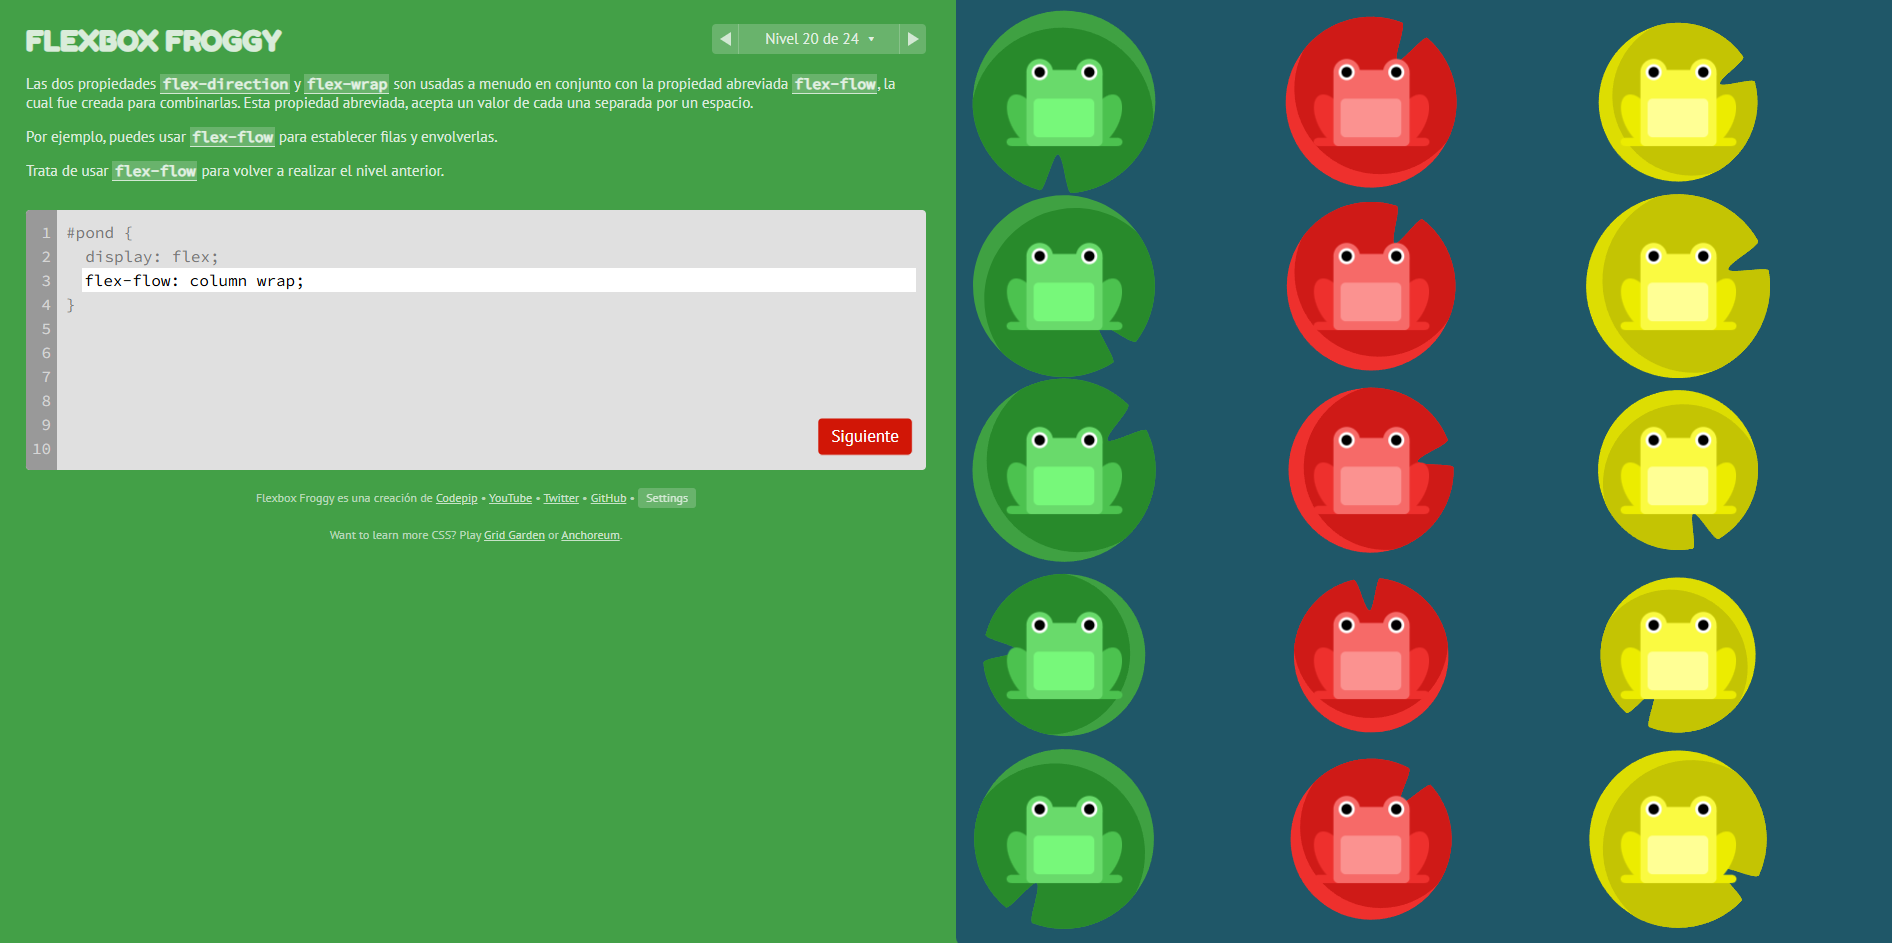 FLEXBOX FROGGY
Nivel 20 de 24
Las dos propiedades flex-direction y flex-wrap son usadas a menudo en conjunto con la propiedad abreviada flex-flow, la
cual fue creada para combinarlas. Esta propiedad abreviada, acepta un valor de cada una separada por un espacio.
Por ejemplo, puedes usar flex-flow para establecer filas y envolverlas.
Trata de usar flex-flow para volver a realizar el nivel anterior.
1 #pond {
2 display: flex;
3 flex-flow: column wrap;
4 }
5
6
7
8
9
10
Siguiente
Flexbox Froggy es una creación de Codepip • YouTube • Twitter • GitHub • Settings
Want to learn more CSS? Play Grid Garden or Anchoreum.